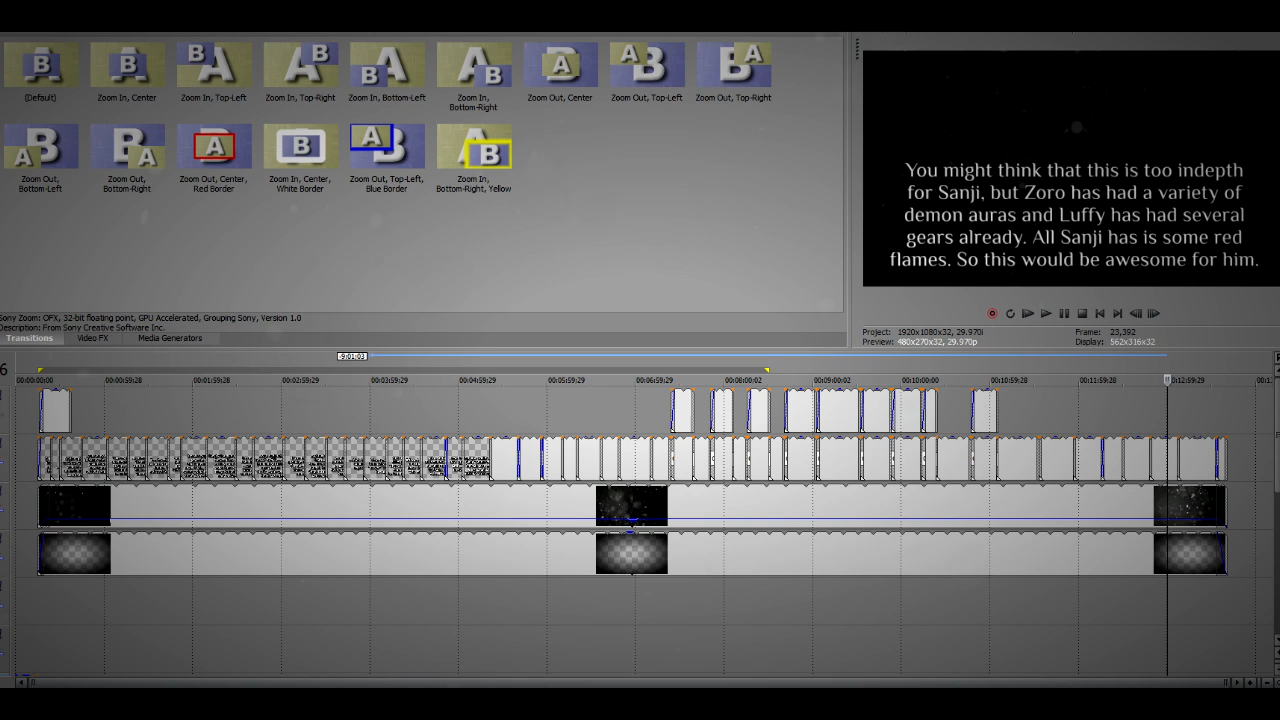 (Default)
Zoom In, Center
Zoom In, Top-Left
Zoom In, Top-Right
Zoom In, Bottom-Left
Zoom In,
Bottom-Right
Zoom Out, Center
Zoom Out, Top-Left
Zoom Out, Top-Right
Zoom Out,
Bottom-Left
Zoom Out,
Bottom-Right
Zoom Out, Center,
Red Border
Zoom In, Center,
White Border
Zoom Out, Top-Left,
Blue Border
Zoom In,
Bottom-Right, Yellow
You might think that this is too indepth
for Sanji, but Zoro has had a variety of
demon auras and Luffy has had several
gears already. All Sanji has is some red
flames. So this would be awesome for him.
Sony Zoom: OFX, 32-bit floating point, GPU Accelerated, Grouping Sony, Version 1.0
Description: From Sony Creative Software Inc.
Transitions Video FX Media Generators
Project: 1920x1080x32, 29.970i Frame: 23,392
Preview: 480x270x32, 29.970p Display: 562x316x32
-9:01:03
00:00:00:00 00:00:59:28 00:01:59:28 00:02:59:29 00:03:59:29 00:04:59:29 00:05:59:29 00:06:59:29 00:08:00:02 00:09:00:02 00:10:00:00 00:10:59:28 00:11:59:28 00:12:59:29